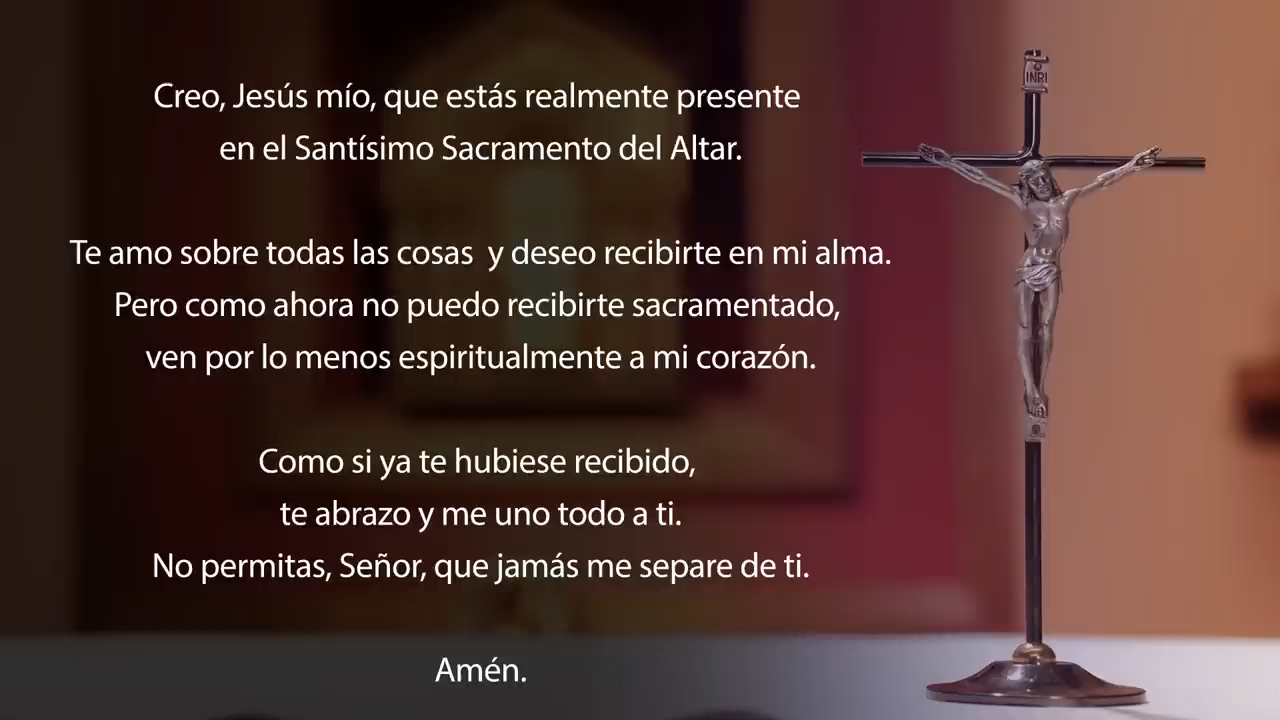 Creo, Jesús mío, que estás realmente presente
en el Santísimo Sacramento del Altar.
Te amo sobre todas las cosas  y deseo recibirte en mi alma.
Pero como ahora no puedo recibirte sacramentado,
ven por lo menos espiritualmente a mi corazón.
Como si ya te hubiese recibido,
te abrazo y me uno todo a ti.
No permitas, Señor, que jamás me separe de ti.
Amén.
INRI